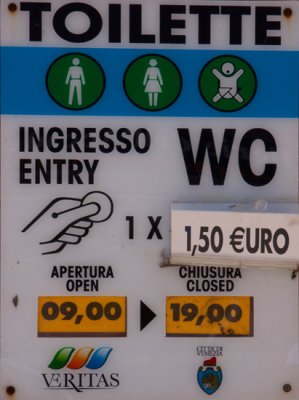 TOILETTE
INGRESSO
ENTRY
WC
1 X
1,50 €URO
APERTURA
OPEN
CHIUSURA
CLOSED
09,00
19,00
VERITAS
CITTA' DI
VENEZIA